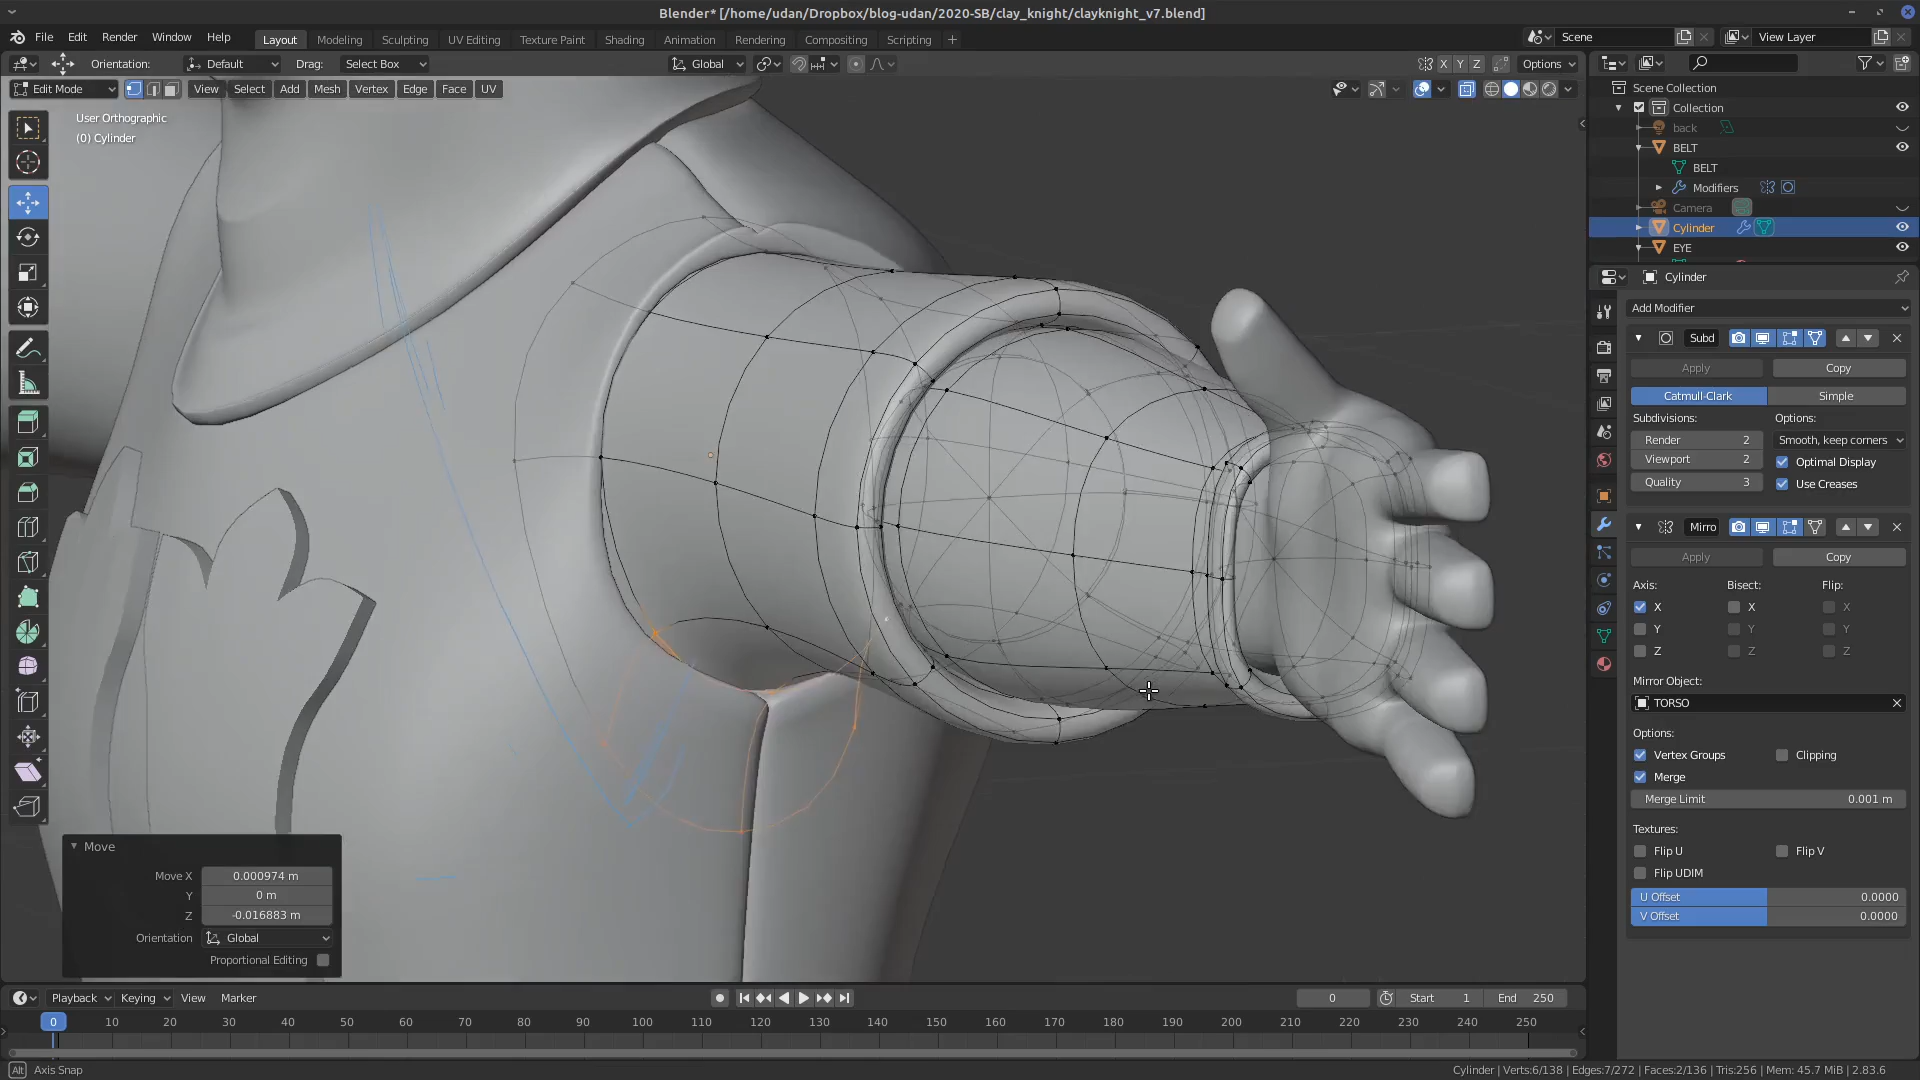 Blender* [/home/udan/Dropbox/blog-udan/2020-SB/clay_knight/clayknight_v7.blend]
File Edit Render Window Help Layout Modeling Sculpting UV Editing Texture Paint Shading Animation Rendering Compositing Scripting + Scene View Layer
Orientation: Default Drag: Select Box Global X Y Z Options
Edit Mode View Select Add Mesh Vertex Edge Face UV
User Orthographic
(0) Cylinder
Scene Collection
Collection
back
BELT
BELT
Modifiers
Camera
Cylinder
EYE
Cylinder
Add Modifier
Subd
Apply Copy
Catmull-Clark Simple
Subdivisions: Options:
Render 2 Smooth, keep corners
Viewport 2 Optimal Display
Quality 3 Use Creases
Mirro
Apply Copy
Axis: Bisect: Flip:
X X X
Y Y Y
Z Z Z
Mirror Object:
TORSO
Options:
Vertex Groups Clipping
Merge
Merge Limit 0.001 m
Textures:
Flip U Flip V
Flip UDIM
U Offset 0.0000
V Offset 0.0000
Move
Move X 0.000974 m
Y 0 m
Z -0.016883 m
Orientation Global
Proportional Editing
Playback Keying View Marker 0 Start 1 End 250
0 10 20 30 40 50 60 70 80 90 100 110 120 130 140 150 160 170 180 190 200 210 220 230 240 250
Alt Axis Snap
Cylinder | Verts:6/138 | Edges:7/272 | Faces:2/136 | Tris:256 | Mem: 45.7 MiB | 2.83.6